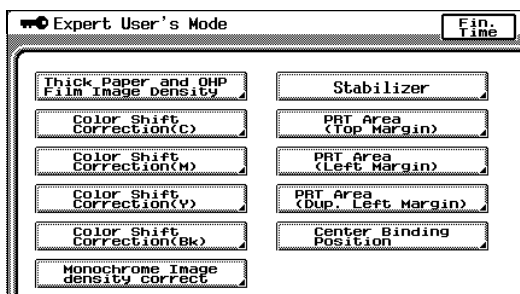 Expert User's Mode
Fin.
Time
Thick Paper and OHP
Film Image Density
Color Shift
Correction(C)
Color Shift
Correction(M)
Color Shift
Correction(Y)
Color Shift
Correction(Bk)
Monochrome Image
density correct
Stabilizer
PRT Area
(Top Margin)
PRT Area
(Left Margin)
PRT Area
(Dup. Left Margin)
Center Binding
Position